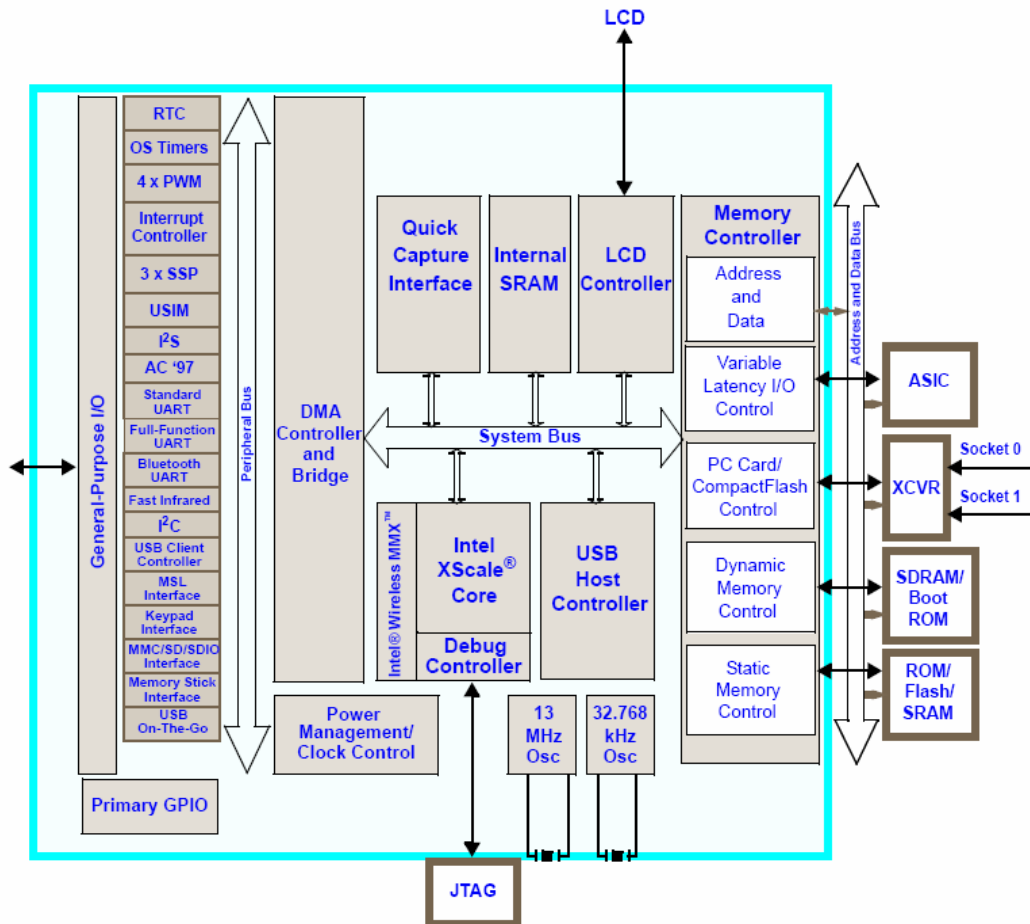 LCD
General-Purpose I/O
RTC
OS Timers
4 x PWM
Interrupt
Controller
3 x SSP
USIM
I²S
AC ‘97
Standard
UART
Full-Function
UART
Bluetooth
UART
Fast Infrared
I²C
USB Client
Controller
MSL
Interface
Keypad
Interface
MMC/SD/SDIO
Interface
Memory Stick
Interface
USB
On-The-Go
Primary GPIO
Peripheral Bus
DMA
Controller
and
Bridge
Power
Management/
Clock Control
Quick
Capture
Interface
Internal
SRAM
LCD
Controller
System Bus
Intel® Wireless MMX™
Intel
XScale®
Core
Debug
Controller
USB
Host
Controller
13
MHz
Osc
32.768
kHz
Osc
JTAG
Memory
Controller
Address
and
Data
Variable
Latency I/O
Control
PC Card/
CompactFlash
Control
Dynamic
Memory
Control
Static
Memory
Control
Address and Data Bus
ASIC
XCVR
Socket 0
Socket 1
SDRAM/
Boot
ROM
ROM/
Flash/
SRAM